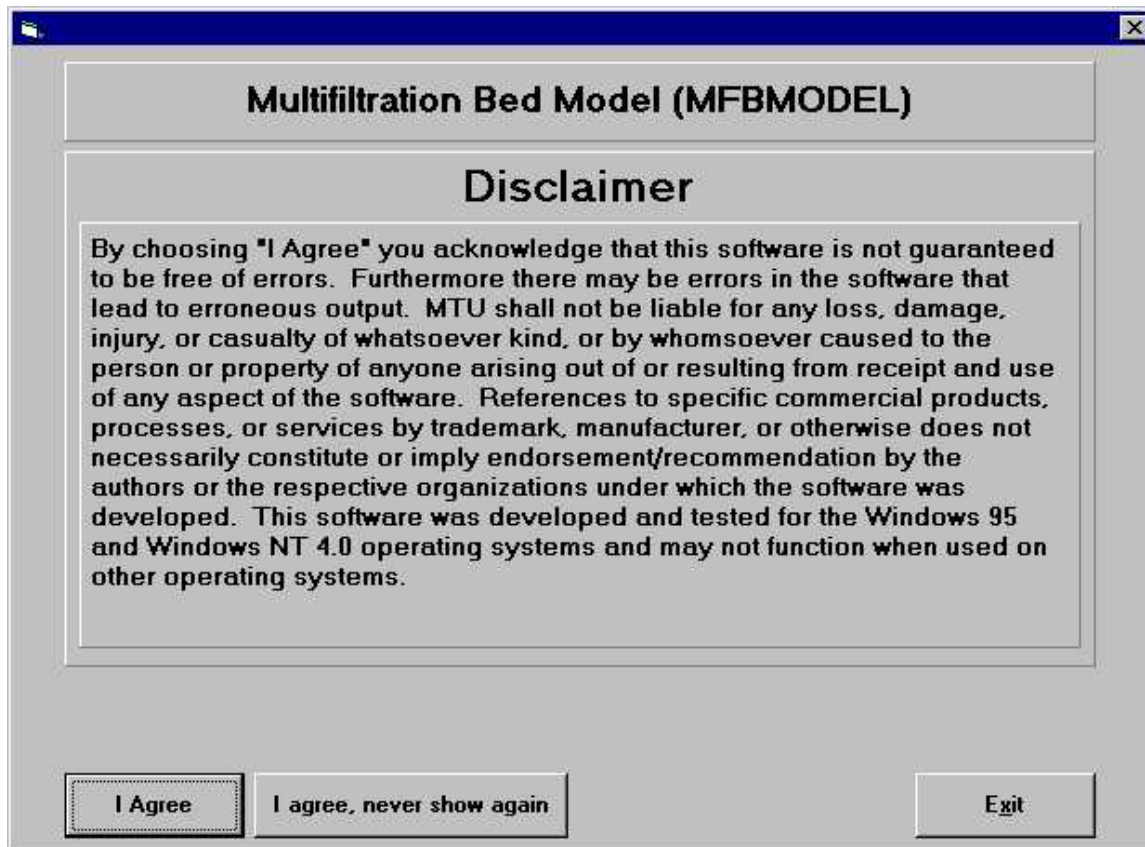 Multifiltration Bed Model (MFBMODEL)
Disclaimer
By choosing "I Agree" you acknowledge that this software is not guaranteed
to be free of errors.  Furthermore there may be errors in the software that
lead to erroneous output.  MTU shall not be liable for any loss, damage,
injury, or casualty of whatsoever kind, or by whomsoever caused to the
person or property of anyone arising out of or resulting from receipt and use
of any aspect of the software.  References to specific commercial products,
processes, or services by trademark, manufacturer, or otherwise does not
necessarily constitute or imply endorsement/recommendation by the
authors or the respective organizations under which the software was
developed.  This software was developed and tested for the Windows 95
and Windows NT 4.0 operating systems and may not function when used on
other operating systems.
I Agree
I agree, never show again
Exit